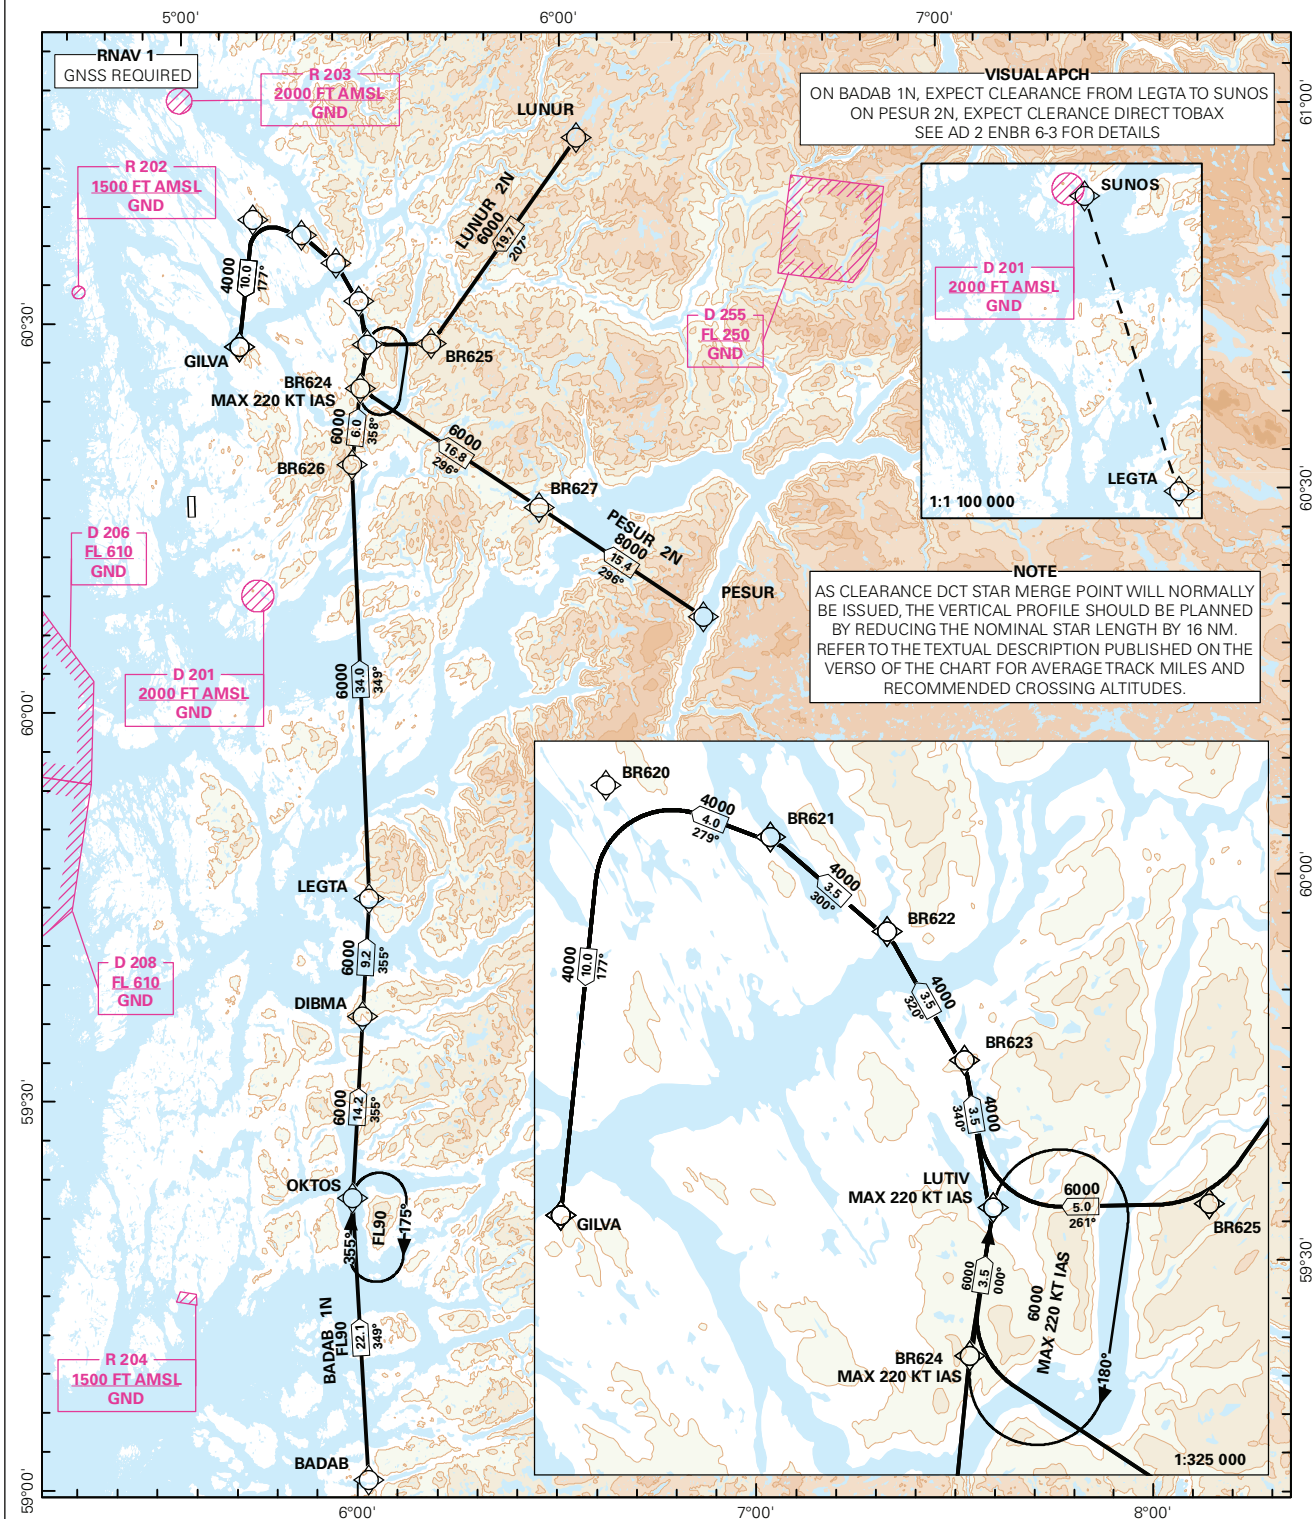 5°00'
6°00'
7°00'
RNAV 1
GNSS REQUIRED
R 203
2000 FT AMSL
GND
LUNUR
VISUAL APCH
ON BADAB 1N, EXPECT CLEARANCE FROM LEGTA TO SUNOS
ON PESUR 2N, EXPECT CLERANCE DIRECT TOBAX
SEE AD 2 ENBR 6-3 FOR DETAILS
61°00'
R 202
1500 FT AMSL
GND
SUNOS
D 201
2000 FT AMSL
GND
LEGTA
1:1 100 000
LUNUR 2N
6000
19.7
207°
4000
10.0
177°
D 255
FL 250
GND
60°30'
GILVA
BR625
BR624
MAX 220 KT IAS
6000
6.0
358°
6000
16.8
296°
BR626
BR627
60°30'
PESUR 2N
8000
15.4
296°
PESUR
D 206
FL 610
GND
NOTE
AS CLEARANCE DCT STAR MERGE POINT WILL NORMALLY
BE ISSUED, THE VERTICAL PROFILE SHOULD BE PLANNED
BY REDUCING THE NOMINAL STAR LENGTH BY 16 NM.
REFER TO THE TEXTUAL DESCRIPTION PUBLISHED ON THE
VERSO OF THE CHART FOR AVERAGE TRACK MILES AND
RECOMMENDED CROSSING ALTITUDES.
D 201
2000 FT AMSL
GND
6000
34.0
349°
60°00'
BR620
4000
4.0
279°
BR621
4000
3.5
300°
60°00'
LEGTA
BR622
6000
9.2
355°
4000
10.0
177°
D 208
FL 610
GND
DIBMA
4000
3.5
320°
BR623
59°30'
6000
14.2
355°
4000
3.5
340°
OKTOS
LUTIV
MAX 220 KT IAS
6000
5.0
261°
BR625
GILVA
355°
FL90
175°
59°30'
6000
3.5
000°
6000
MAX 220 KT IAS
180°
BADAB 1N
FL90
22.1
349°
BR624
MAX 220 KT IAS
R 204
1500 FT AMSL
GND
BADAB
1:325 000
59°00'
6°00'
7°00'
8°00'